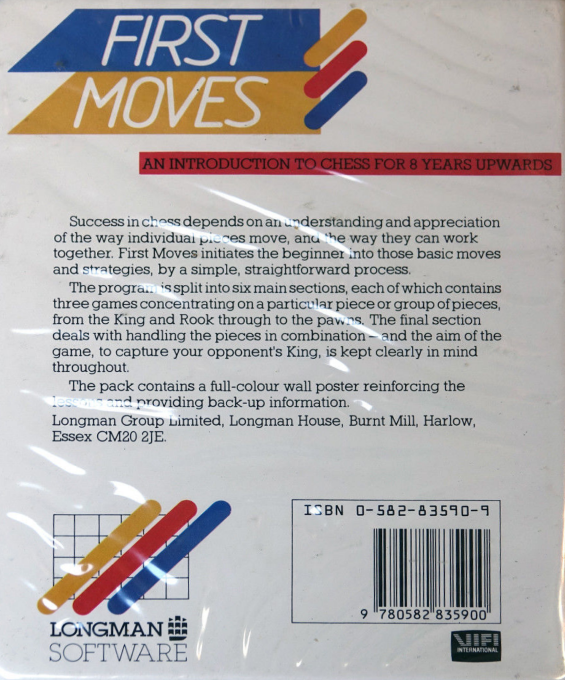 FIRST
MOVES
AN INTRODUCTION TO CHESS FOR 8 YEARS UPWARDS
Success in chess depends on an understanding and appreciation
of the way individual pieces move, and the way they can work
together. First Moves initiates the beginner into those basic moves
and strategies, by a simple, straightforward process.
The program is split into six main sections, each of which contains
three games concentrating on a particular piece or group of pieces,
from the King and Rook through to the pawns. The final section
deals with handling the pieces in combination – and the aim of the
game, to capture your opponent's King, is kept clearly in mind
throughout.
The pack contains a full-colour wall poster reinforcing the
and providing back-up information.
Longman Group Limited, Longman House, Burnt Mill, Harlow,
Essex CM20 2JE.
ISBN 0-582-83590-9
9 780582 835900
LONGMAN
SOFTWARE
VIFI
INTERNATIONAL